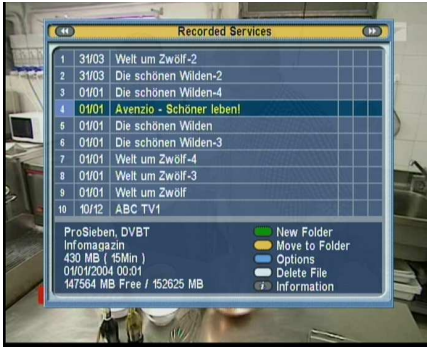 Recorded Services
1 31/03 Welt um Zwölf-2
2 31/03 Die schönen Wilden-2
3 01/01 Die schönen Wilden-4
4 01/01 Avenzio - Schöner leben!
5 01/01 Die schönen Wilden
6 01/01 Die schönen Wilden-3
7 01/01 Welt um Zwölf-4
8 01/01 Welt um Zwölf-3
9 01/01 Welt um Zwölf
10 10/12 ABC TV1
ProSieben, DVBT
Infomagazin
430 MB ( 15Min )
01/01/2004 00:01
147564 MB Free / 152625 MB
New Folder
Move to Folder
Options
Delete File
i Information